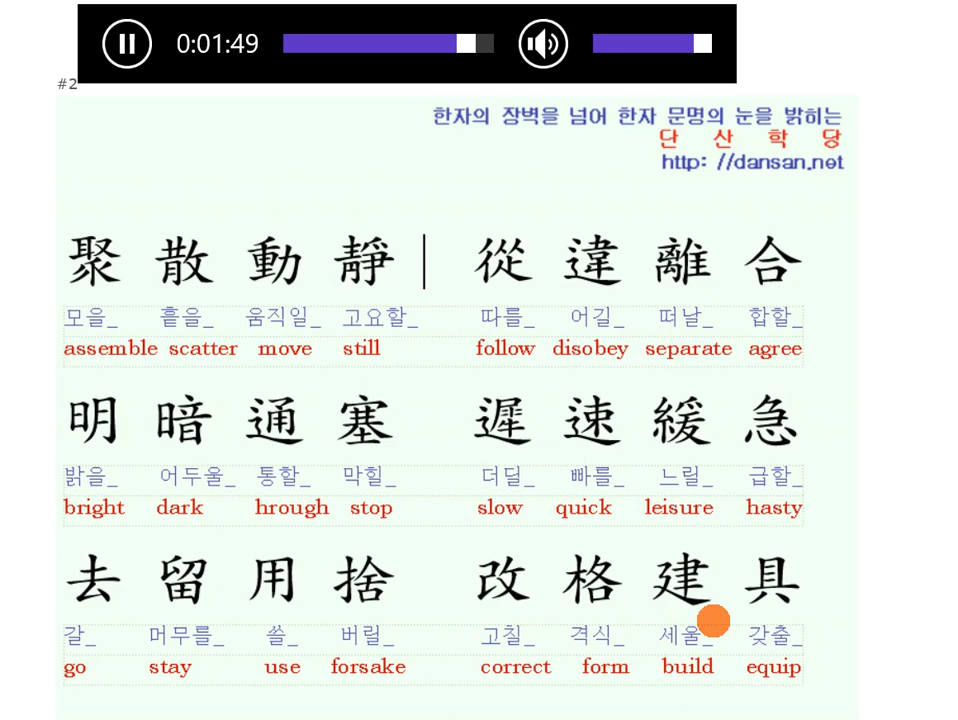 0:01:49
#2
한자의 장벽을 넘어 한자 문명의 눈을 밝히는
단 산 학 당
http: //dansan.net
聚 散 動 靜 | 從 違 離 合
모을_ 흩을_ 움직일_ 고요할_ 따를_ 어길_ 떠날_ 합할_
assemble scatter move still follow disobey separate agree
明 暗 通 塞 遲 速 緩 急
밝을_ 어두울_ 통할_ 막힐_ 더딜_ 빠를_ 느릴_ 급할_
bright dark hrough stop slow quick leisure hasty
去 留 用 捨 改 格 建 具
갈_ 머무를_ 쓸_ 버릴_ 고칠_ 격식_ 세울_ 갖출_
go stay use forsake correct form build equip